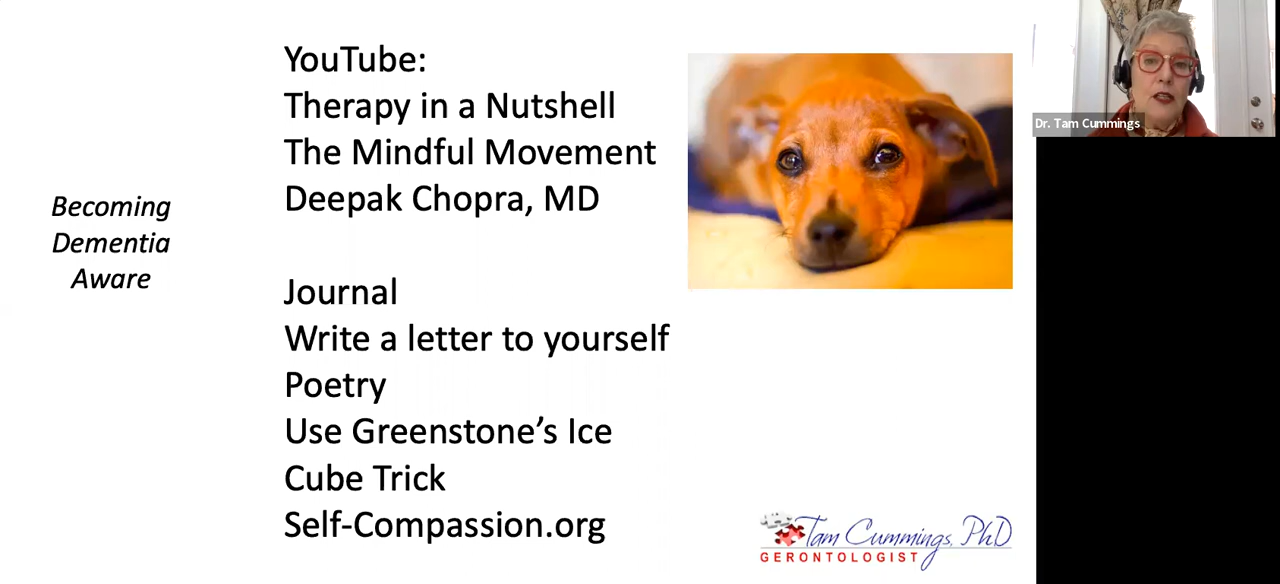 YouTube:
Therapy in a Nutshell
The Mindful Movement
Deepak Chopra, MD
Becoming
Dementia
Aware
Journal
Write a letter to yourself
Poetry
Use Greenstone’s Ice
Cube Trick
Self-Compassion.org
Dr. Tam Cummings
Tam Cummings, PhD
GERONTOLOGIST